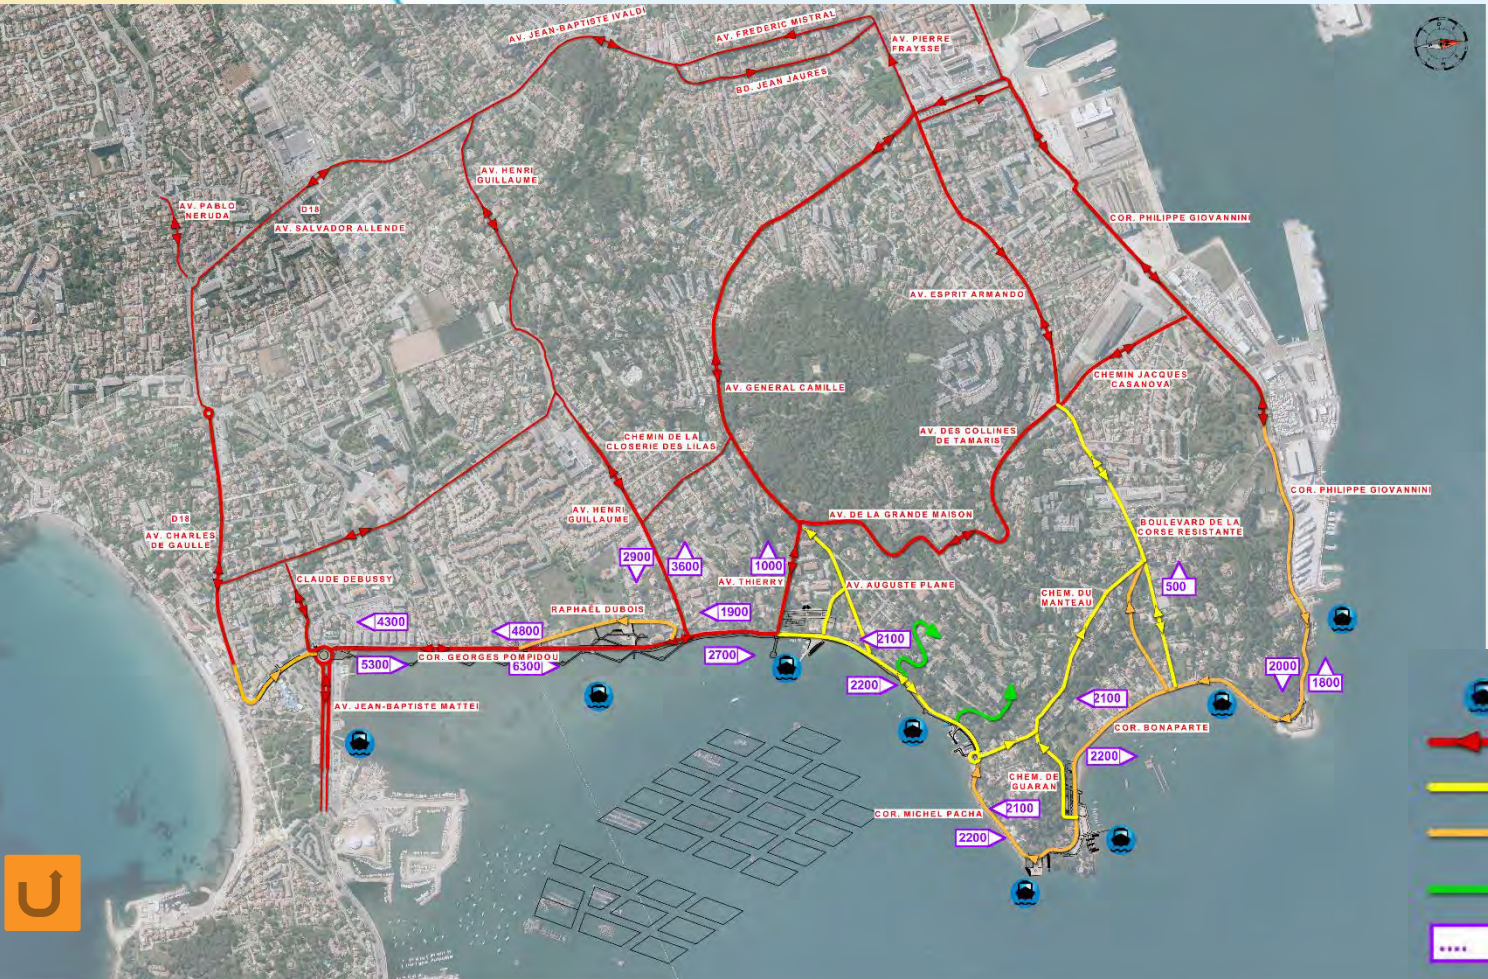 AV. JEAN-BAPTISTE IVALDI
AV. FREDERIC MISTRAL
AV. PIERRE
FRAYSSE
BD. JEAN JAURES
AV. HENRI
GUILLAUME
AV. PABLO
NERUDA
D18
AV. SALVADOR ALLENDE
COR. PHILIPPE GIOVANNINI
AV. ESPRIT ARMANDO
AV. GENERAL CAMILLE
CHEMIN JACQUES
CASANOVA
CHEMIN DE LA
CLOSERIE DES LILAS
AV. DES COLLINES
DE TAMARIS
COR. PHILIPPE GIOVANNINI
D18
AV. CHARLES
DE GAULLE
AV. HENRI
GUILLAUME
AV. DE LA GRANDE MAISON
BOULEVARD DE LA
CORSE RESISTANTE
2900
3600
1000
CLAUDE DEBUSSY
AV. THIERRY
AV. AUGUSTE PLANE
CHEM. DU
MANTEAU
500
RAPHAËL DUBOIS
1900
4300
4800
2100
COR. GEORGES POMPIDOU
5300
6300
2700
2200
2000
1800
2100
AV. JEAN-BAPTISTE MATTEI
COR. BONAPARTE
2200
CHEM. DE
GUARAN
2100
COR. MICHEL PACHA
2200
....